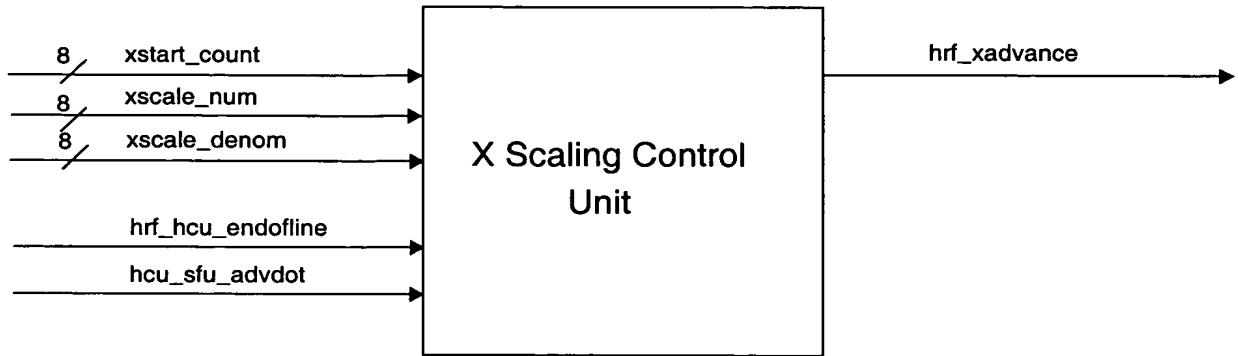 8 xstart_count
8 xscale_num
8 xscale_denom
hrf_hcu_endofline
hcu_sfu_advdot
X Scaling Control
Unit
hrf_xadvance